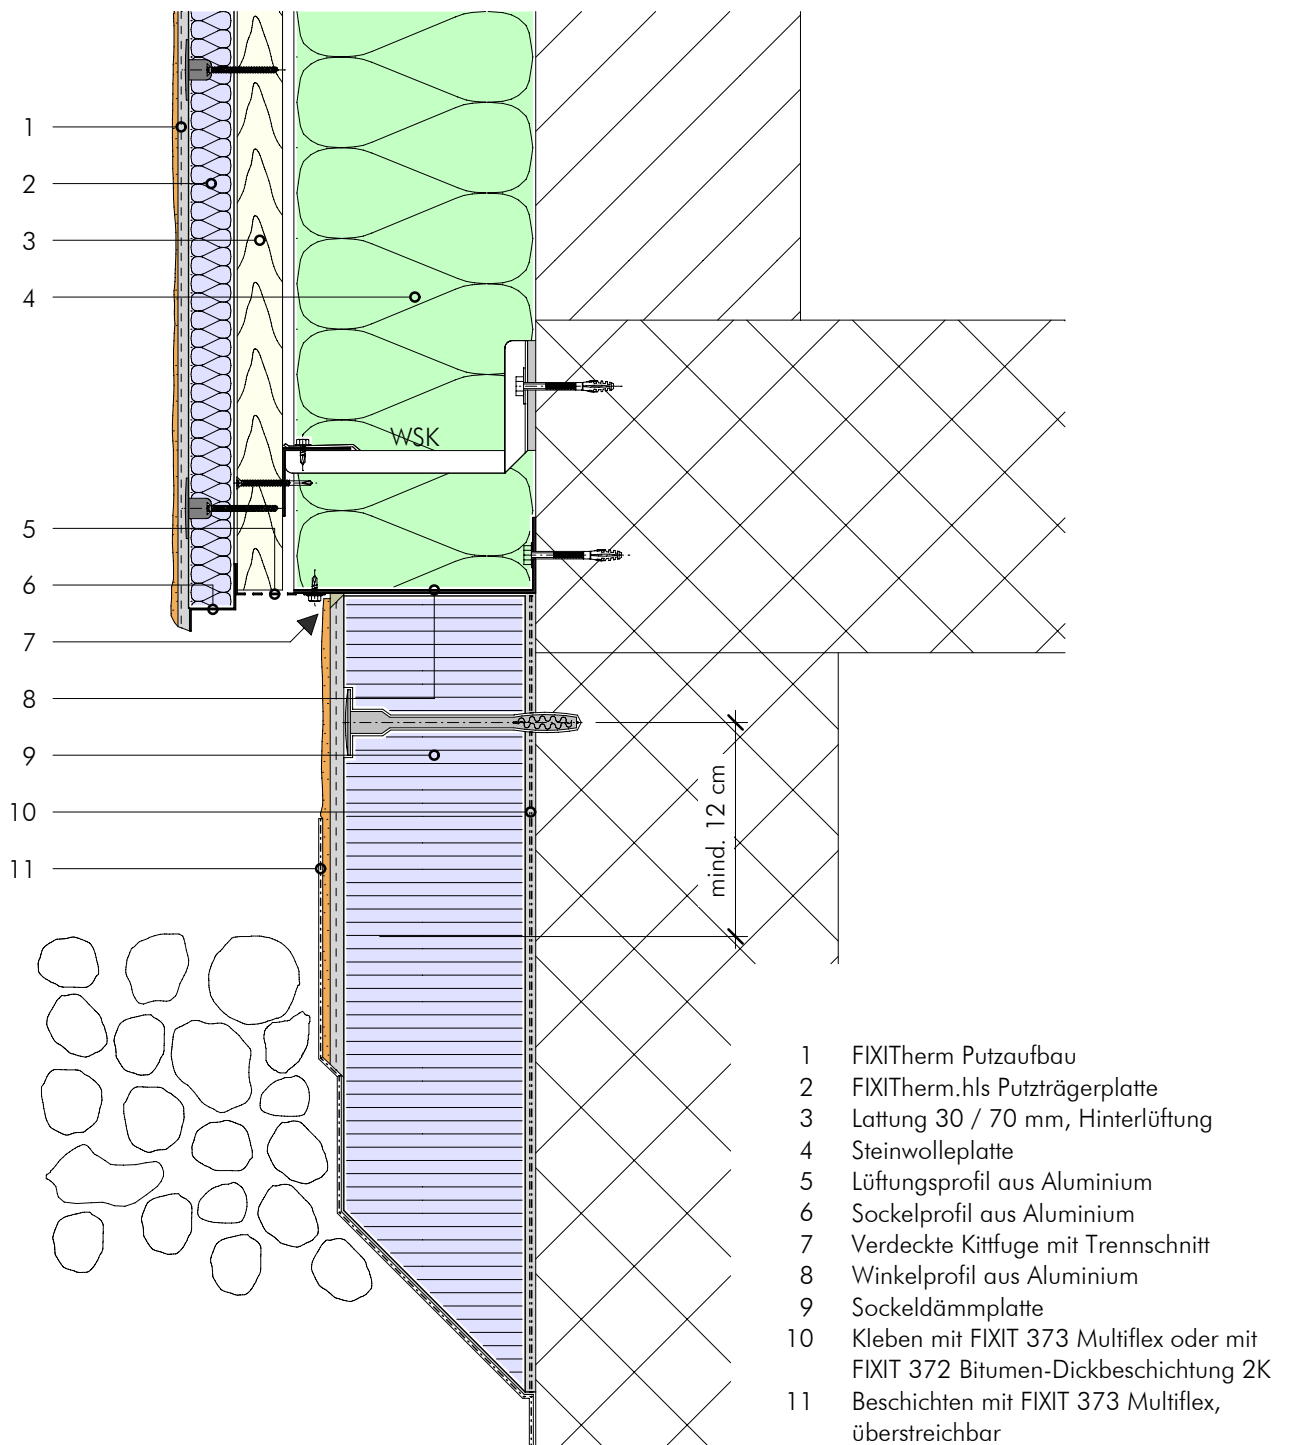 1
2
3
4
WSK
5
6
7
8
9
10
mind. 12 cm
11
1 FIXITherm Putzaufbau
2 FIXITherm.hls Putzträgerplatte
3 Lattung 30 / 70 mm, Hinterlüftung
4 Steinwolleplatte
5 Lüftungsprofil aus Aluminium
6 Sockelprofil aus Aluminium
7 Verdeckte Kittfuge mit Trennschnitt
8 Winkelprofil aus Aluminium
9 Sockeldämmplatte
10 Kleben mit FIXIT 373 Multiflex oder mit
FIXIT 372 Bitumen-Dickbeschichtung 2K
11 Beschichten mit FIXIT 373 Multiflex,
überstreichbar